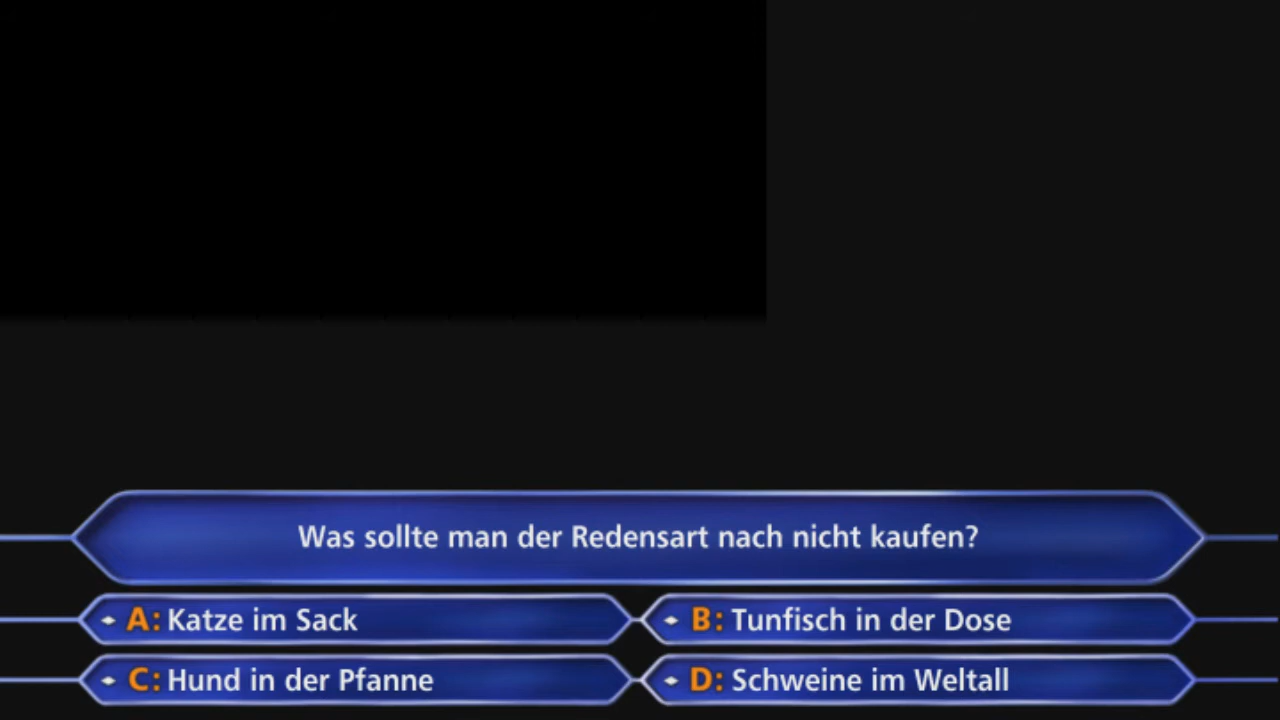 Was sollte man der Redensart nach nicht kaufen?
A: Katze im Sack
B: Tunfisch in der Dose
C: Hund in der Pfanne
D: Schweine im Weltall